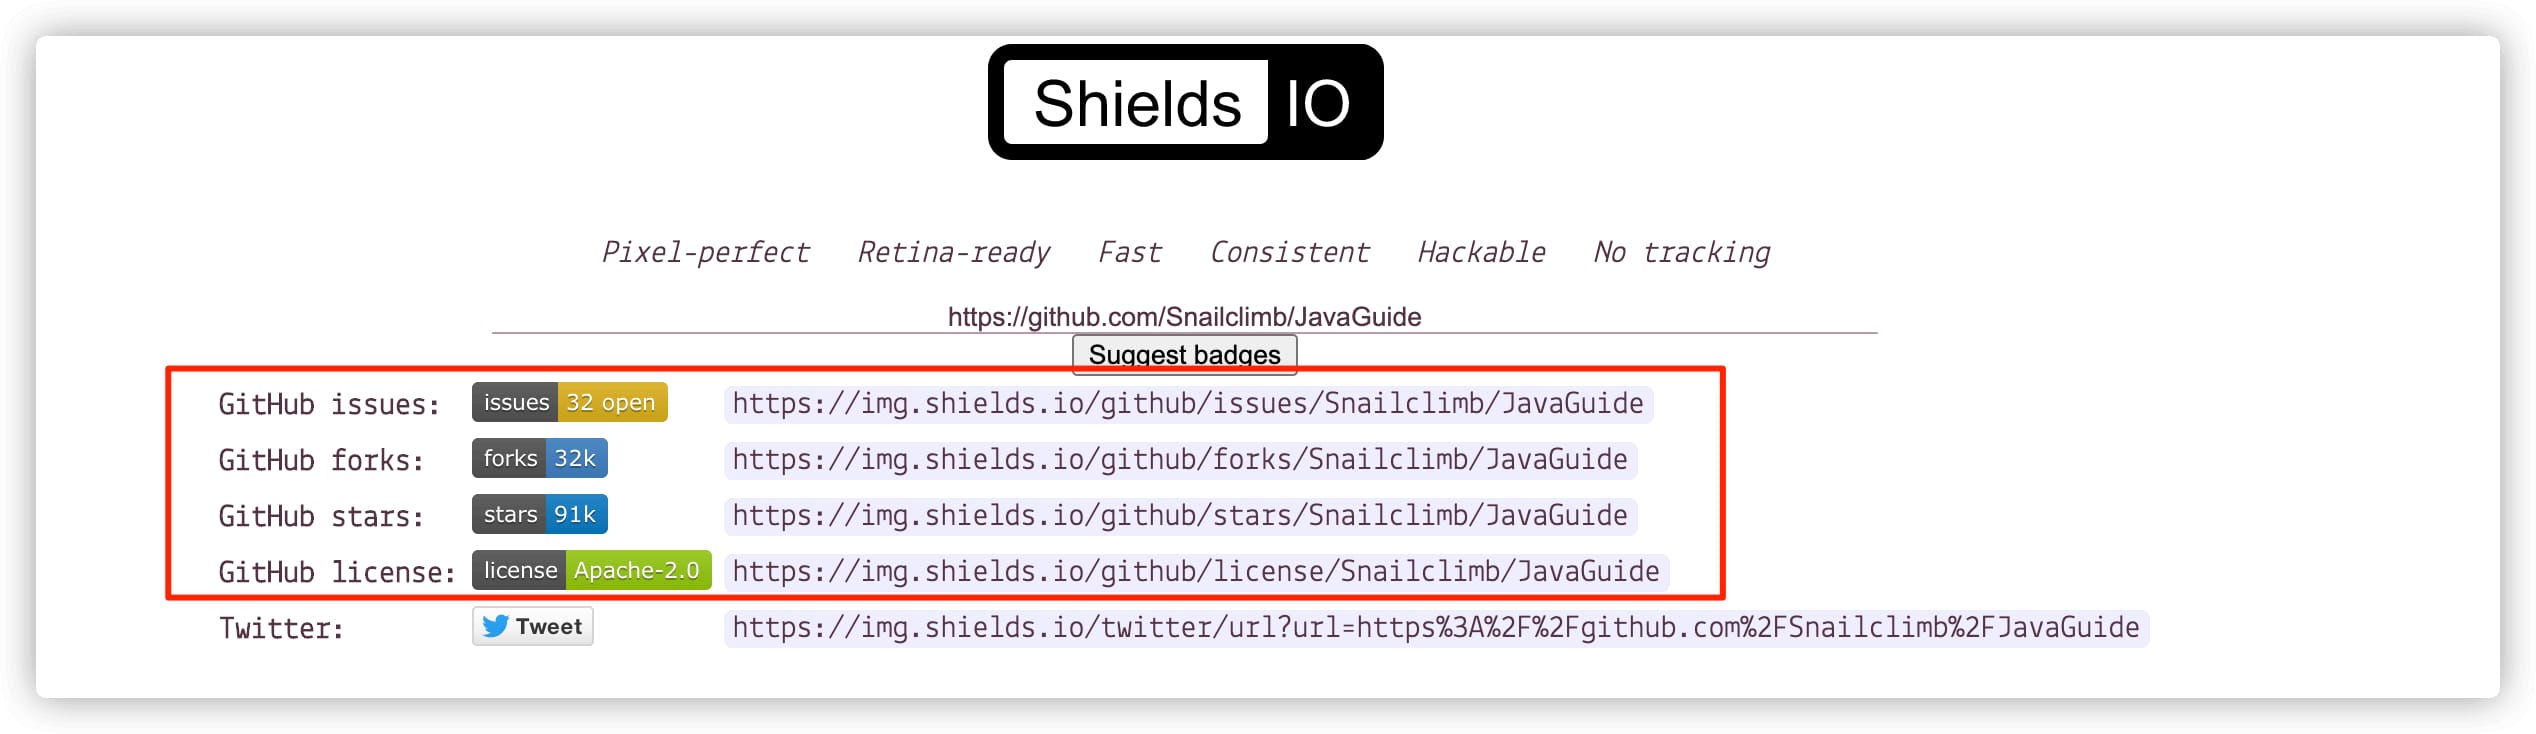 Shields IO
Pixel-perfect Retina-ready Fast Consistent Hackable No tracking
https://github.com/Snailclimb/JavaGuide
Suggest badges
GitHub issues: issues 32 open https://img.shields.io/github/issues/Snailclimb/JavaGuide
GitHub forks: forks 32k https://img.shields.io/github/forks/Snailclimb/JavaGuide
GitHub stars: stars 91k https://img.shields.io/github/stars/Snailclimb/JavaGuide
GitHub license: license Apache-2.0 https://img.shields.io/github/license/Snailclimb/JavaGuide
Twitter: Tweet https://img.shields.io/twitter/url?url=https%3A%2F%2Fgithub.com%2FSnailclimb%2FJavaGuide